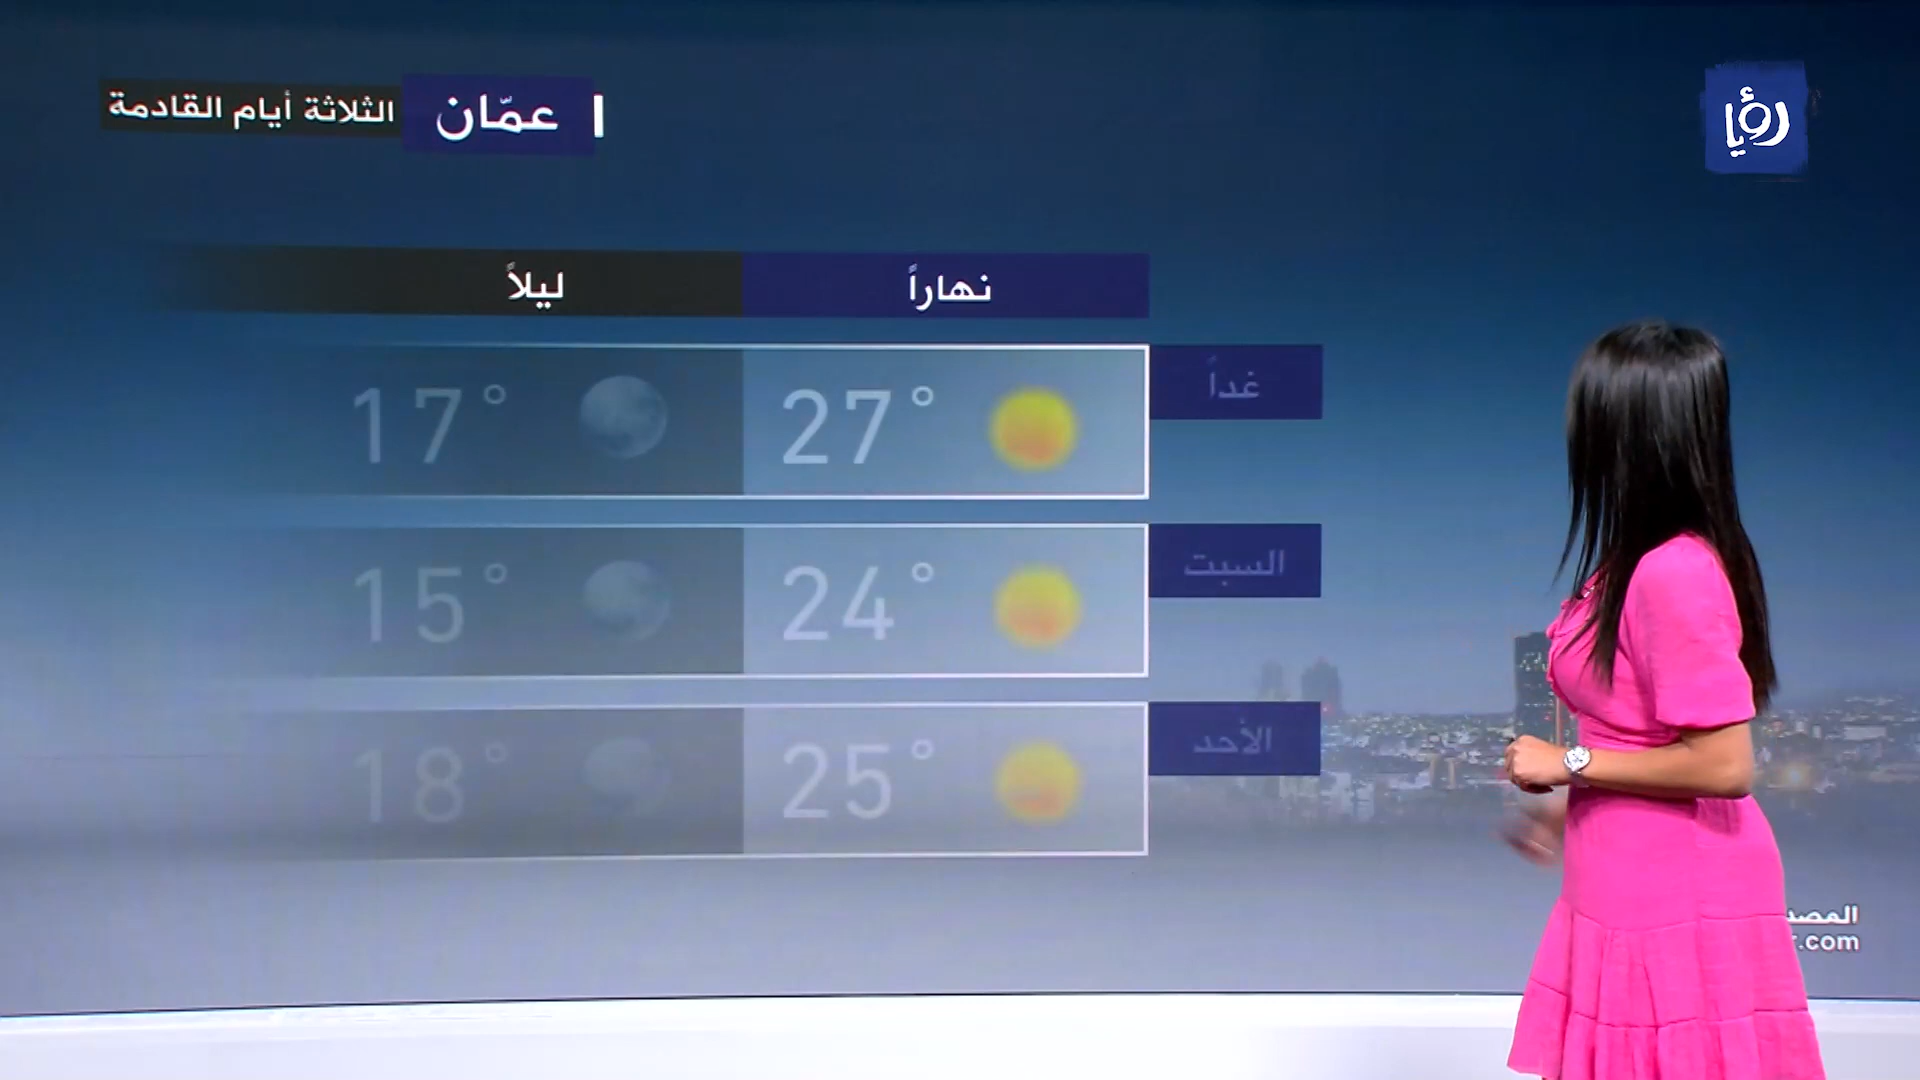 عمّان
الثلاثة أيام القادمة
رؤيا
نهاراً ليلاً
غداً 27° 17°
السبت 24° 15°
الأحد 25° 18°